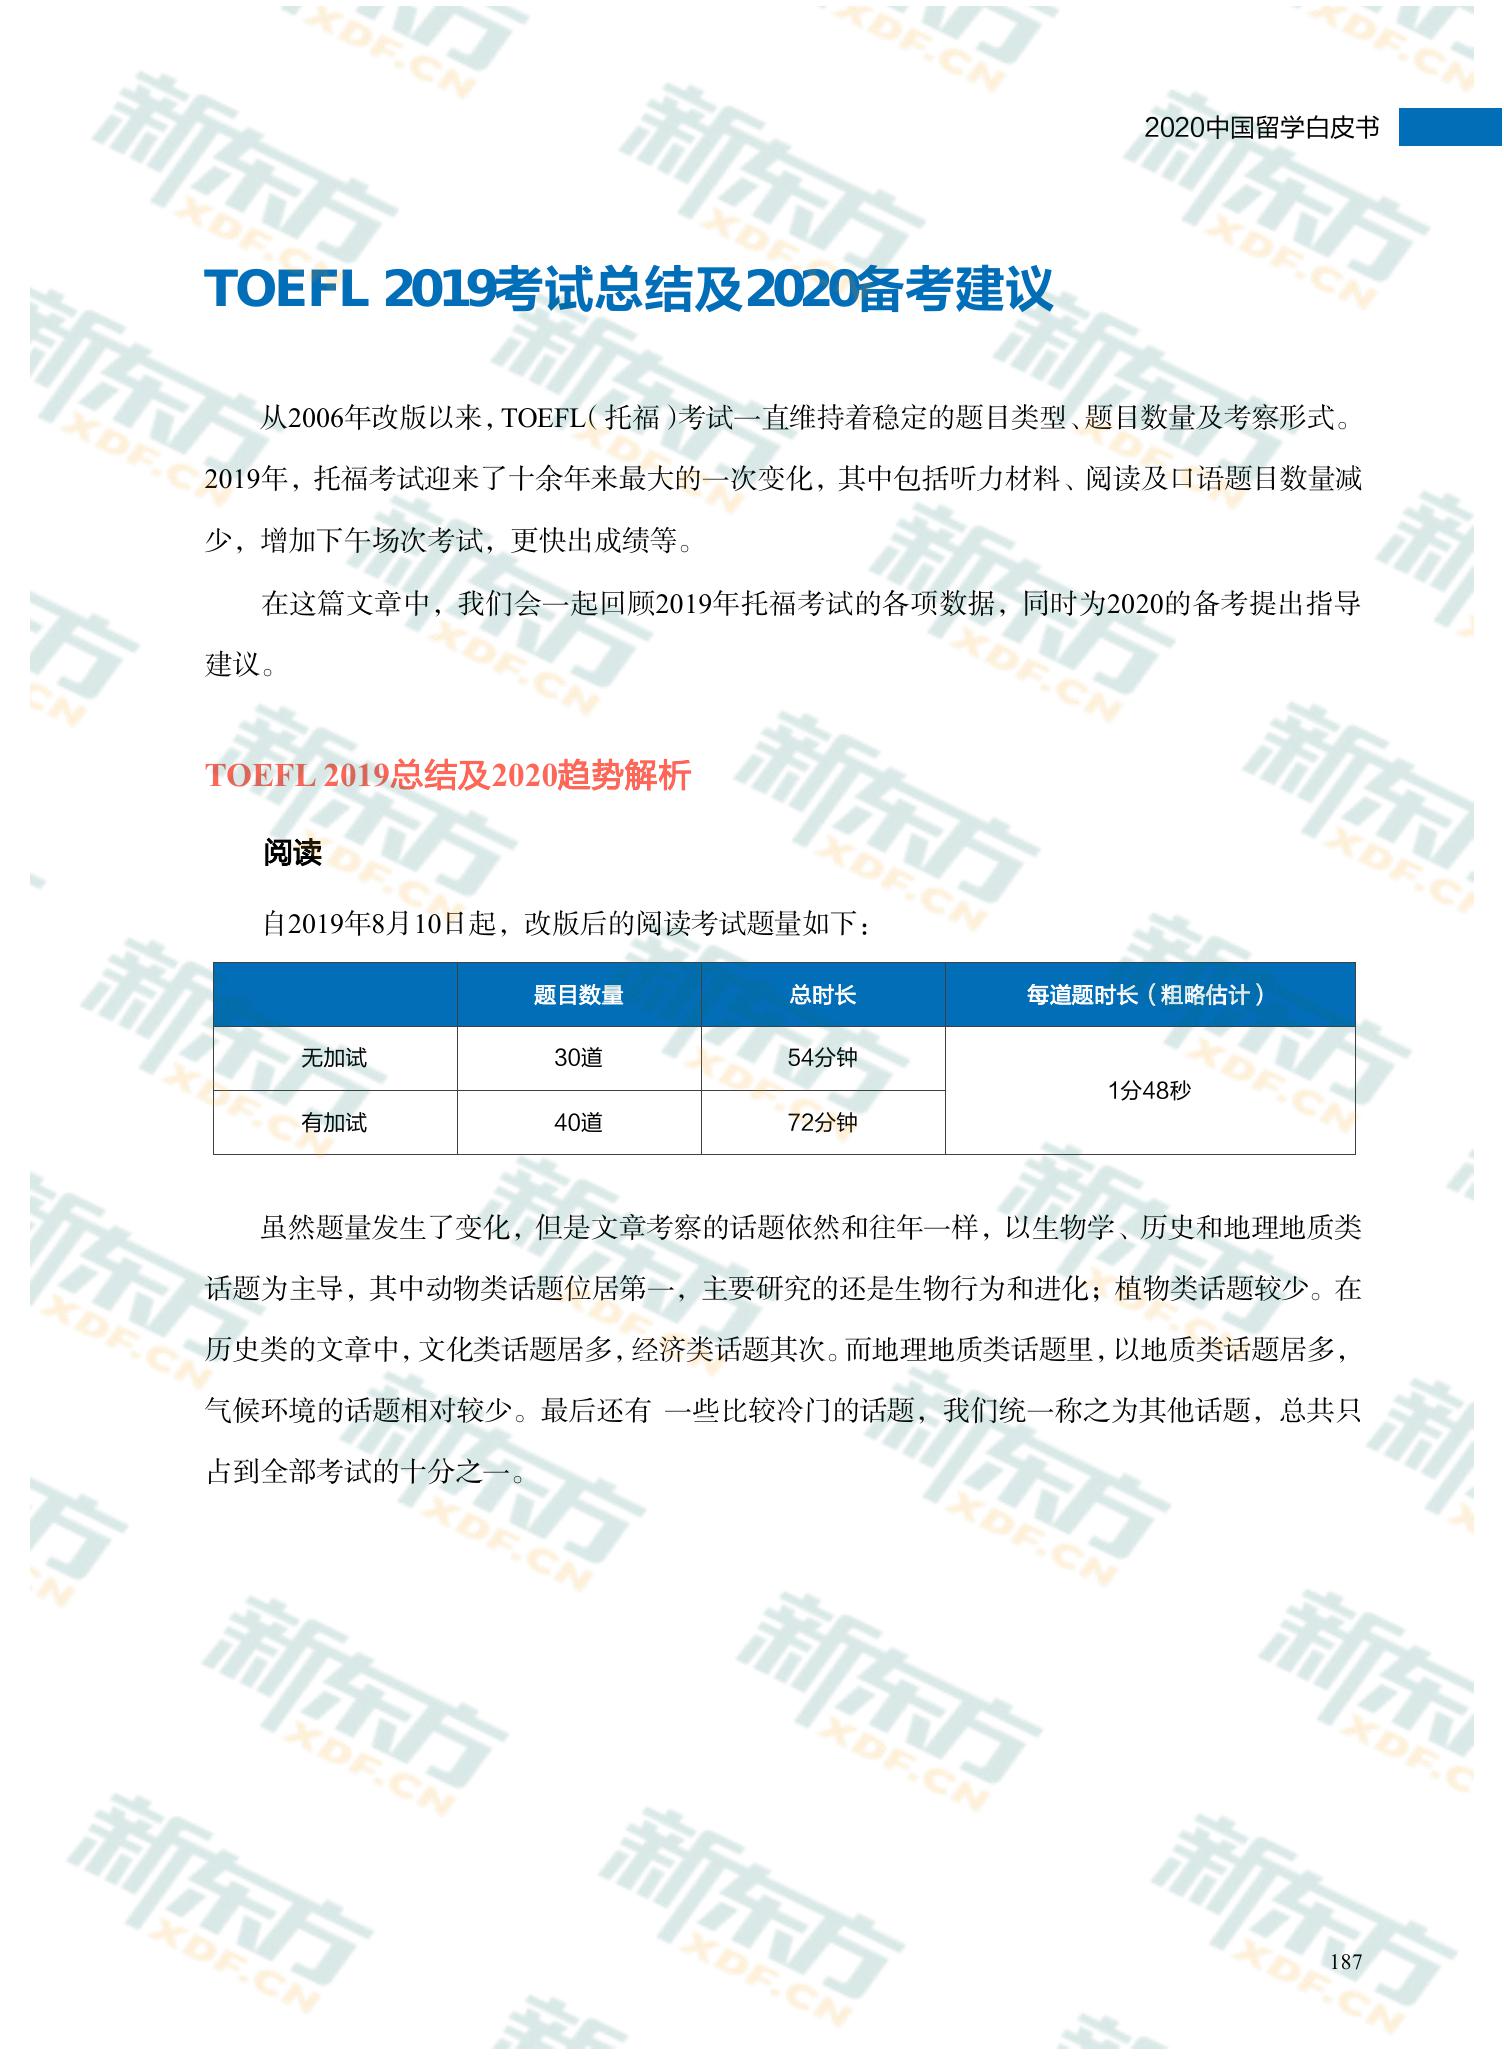 2020中国留学白皮书
TOEFL 2019考试总结及2020备考建议
从2006年改版以来，TOEFL（托福）考试一直维持着稳定的题目类型、题目数量及考察形式。
2019年，托福考试迎来了十余年来最大的一次变化，其中包括听力材料、阅读及口语题目数量减
少，增加下午场次考试，更快出成绩等。
在这篇文章中，我们会一起回顾2019年托福考试的各项数据，同时为2020的备考提出指导
建议。
TOEFL 2019总结及2020趋势解析
阅读
自2019年8月10日起，改版后的阅读考试题量如下：
题目数量 总时长 每道题时长（粗略估计）
无加试 30道 54分钟
1分48秒
有加试 40道 72分钟
虽然题量发生了变化，但是文章考察的话题依然和往年一样，以生物学、历史和地理地质类
话题为主导，其中动物类话题位居第一，主要研究的还是生物行为和进化；植物类话题较少。在
历史类的文章中，文化类话题居多，经济类话题其次。而地理地质类话题里，以地质类话题居多，
气候环境的话题相对较少。最后还有 一些比较冷门的话题，我们统一称之为其他话题，总共只
占到全部考试的十分之一。
187
新东方
XDF.CN